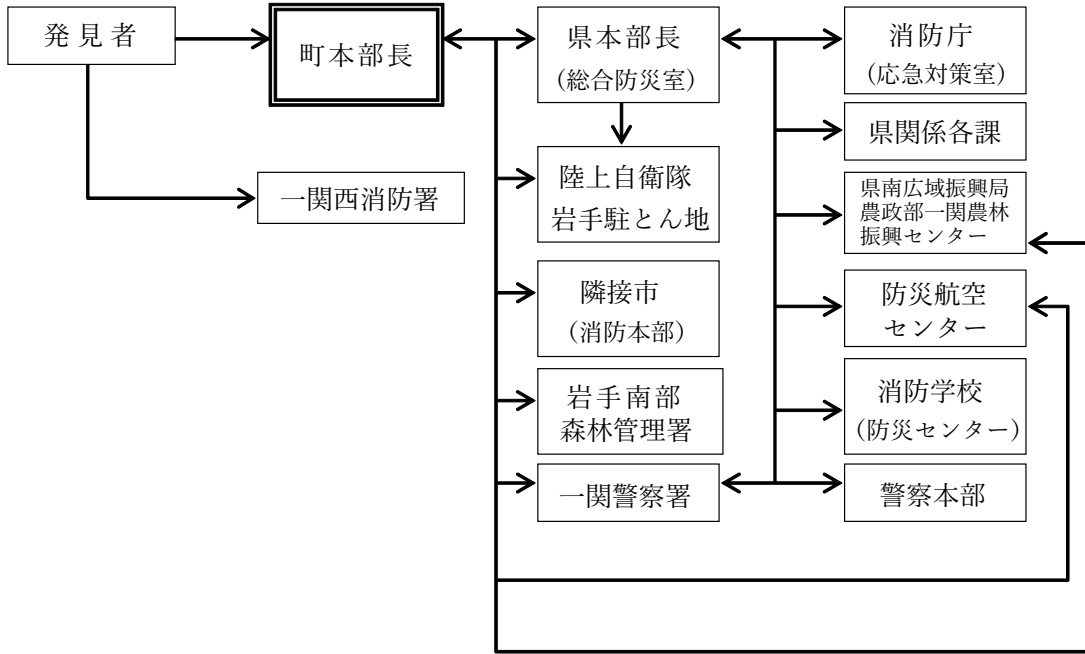 発見者
町本部長
一関西消防署
県本部長
（総合防災室）
陸上自衛隊
岩手駐とん地
隣接市
（消防本部）
岩手南部
森林管理署
一関警察署
消防庁
（応急対策室）
県関係各課
県南広域振興局
農政部一関農林
振興センター
防災航空
センター
消防学校
（防災センター）
警察本部